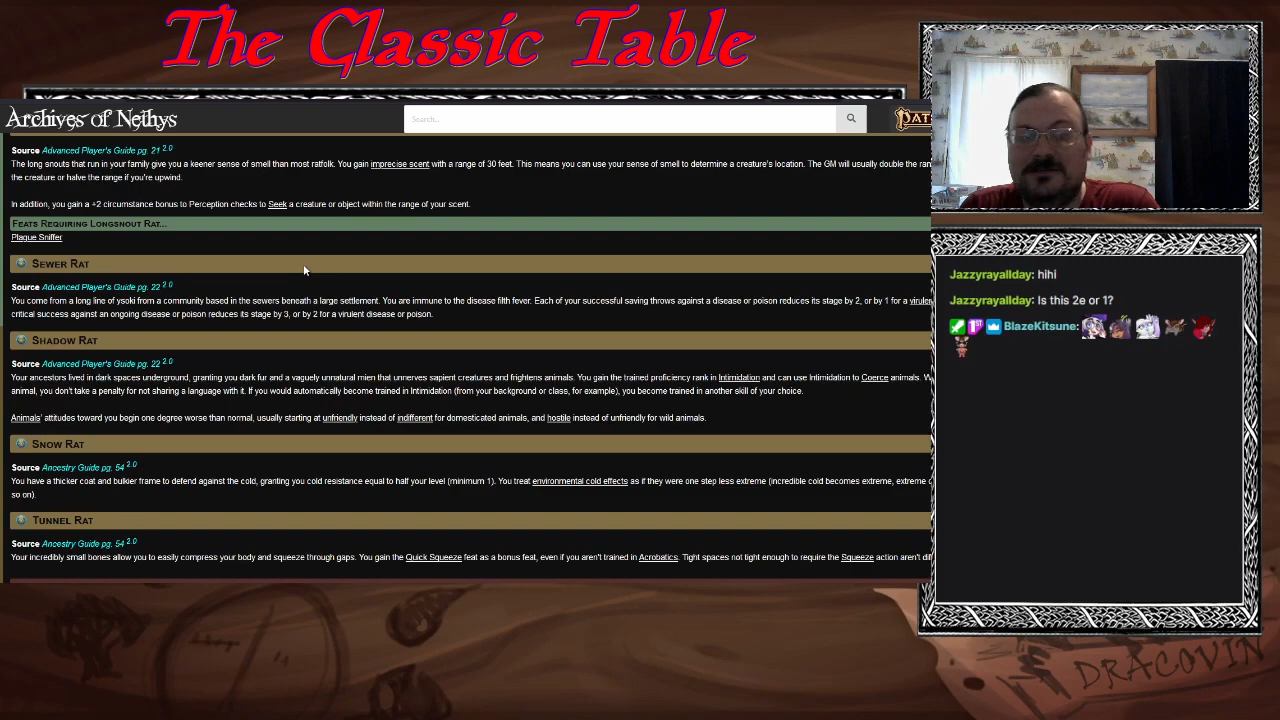 The Classic Table
Archives of Nethys
Search...
Source Advanced Player's Guide pg. 21 2.0
The long snouts that run in your family give you a keener sense of smell than most ratfolk. You gain imprecise scent with a range of 30 feet. This means you can use your sense of smell to determine a creature's location. The GM will usually double the
the creature or halve the range if you're upwind.
In addition, you gain a +2 circumstance bonus to Perception checks to Seek a creature or object within the range of your scent.
Feats Requiring Longsnout Rat...
Plague Sniffer
Sewer Rat
Source Advanced Player's Guide pg. 22 2.0
You come from a long line of ysoki from a community based in the sewers beneath a large settlement. You are immune to the disease filth fever. Each of your successful saving throws against a disease or poison reduces its stage by 2, or by 1 for a
critical success against an ongoing disease or poison reduces its stage by 3, or by 2 for a virulent disease or poison.
Shadow Rat
Source Advanced Player's Guide pg. 22 2.0
Your ancestors lived in dark spaces underground, granting you dark fur and a vaguely unnatural mien that unnerves sapient creatures and frightens animals. You gain the trained proficiency rank in Intimidation and can use Intimidation to Coerce animals.
animal, you don't take a penalty for not sharing a language with it. If you would automatically become trained in Intimidation (from your background or class, for example), you become trained in another skill of your choice.
Animals' attitudes toward you begin one degree worse than normal, usually starting at unfriendly instead of indifferent for domesticated animals, and hostile instead of unfriendly for wild animals.
Snow Rat
Source Ancestry Guide pg. 54 2.0
You have a thicker coat and bulkier frame to defend against the cold, granting you cold resistance equal to half your level (minimum 1). You treat environmental cold effects as if they were one step less extreme (incredible cold becomes extreme, extreme
so on).
Tunnel Rat
Source Ancestry Guide pg. 54 2.0
Your incredibly small bones allow you to easily compress your body and squeeze through gaps. You gain the Quick Squeeze feat as a bonus feat, even if you aren't trained in Acrobatics. Tight spaces not tight enough to require the Squeeze action aren't
Jazzyrayallday: hihi
Jazzyrayallday: Is this 2e or 1?
BlazeKitsune:
DRACOVIN